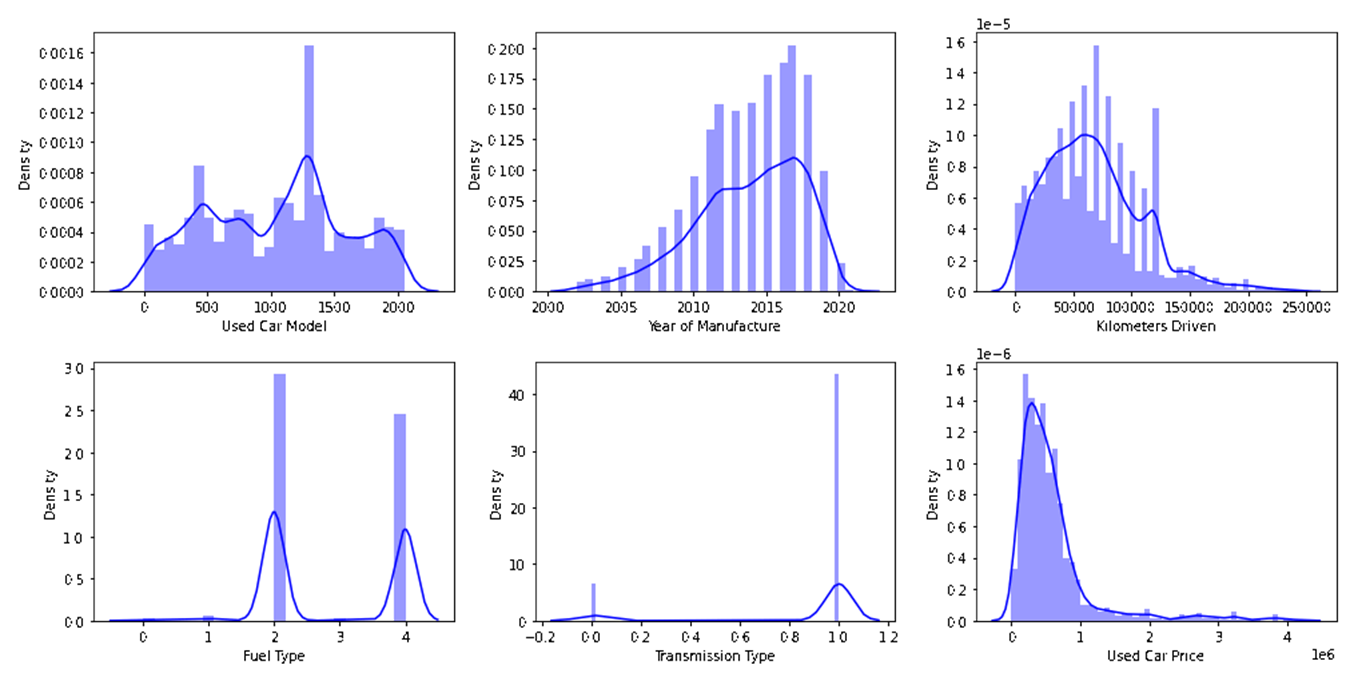 0.0016
0.0014
0.0012
0.0010
0.0008
0.0006
0.0004
0.0002
0.0000
Density
0 500 1000 1500 2000
Used Car Model
0.200
0.175
0.150
0.125
0.100
0.050
0.050
0.025
0.000
Density
2000 2005 2010 2015 2020
Year of Manufacture
1e−5
1.6
1.4
1.2
1.0
0.8
0.6
0.4
0.2
0.0
Density
0 50000 100000 150000 200000 250000
Kilometers Driven
3.0
2.5
2.0
1.5
1.0
0.5
0.0
Density
0 1 2 3 4
Fuel Type
40
30
20
10
0
Density
−0.2 0.0 0.2 0.4 0.6 0.8 1.0 1.2
Transmission Type
1e−6
1.6
1.4
1.2
1.0
0.8
0.6
0.4
0.2
0.0
Density
0 1 2 3 4
Used Car Price
1e6